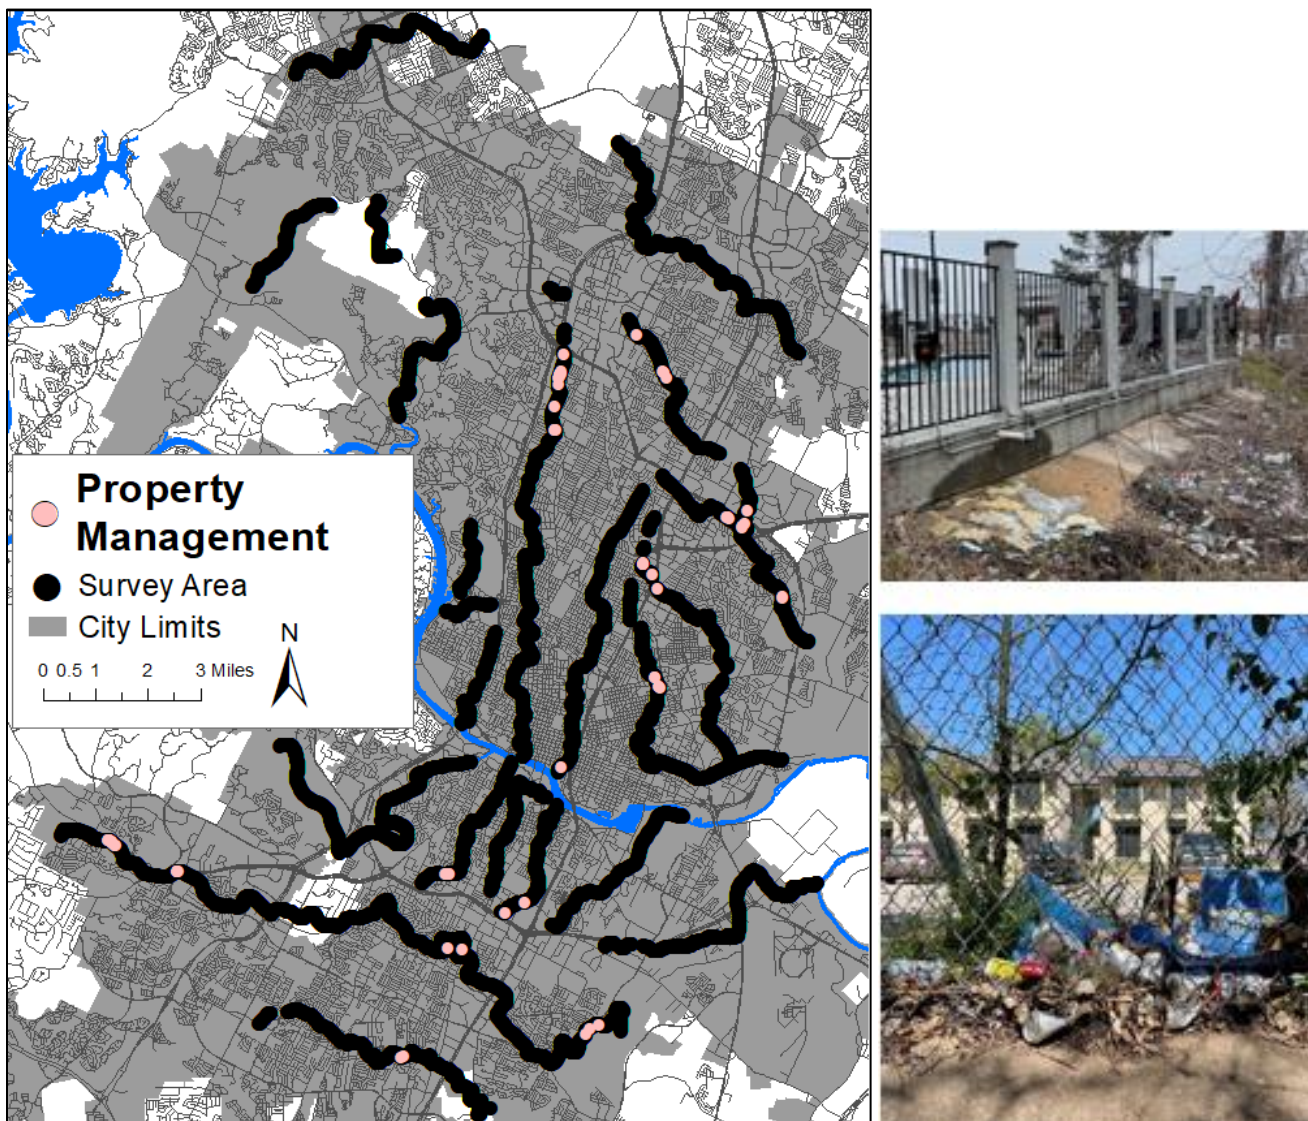 Property
Management
Survey Area
City Limits
N
0 0.5 1 2 3 Miles